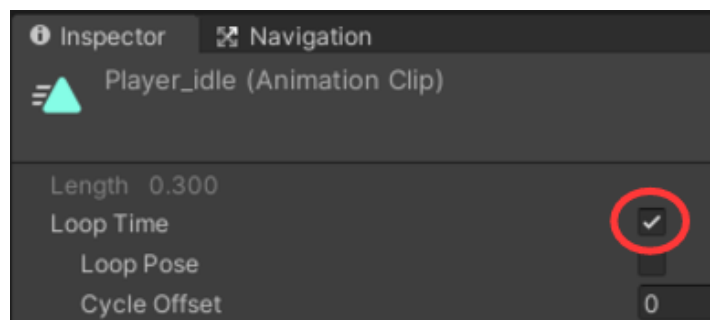 Inspector Navigation
Player_idle (Animation Clip)
Length 0.300
Loop Time
Loop Pose
Cycle Offset 0